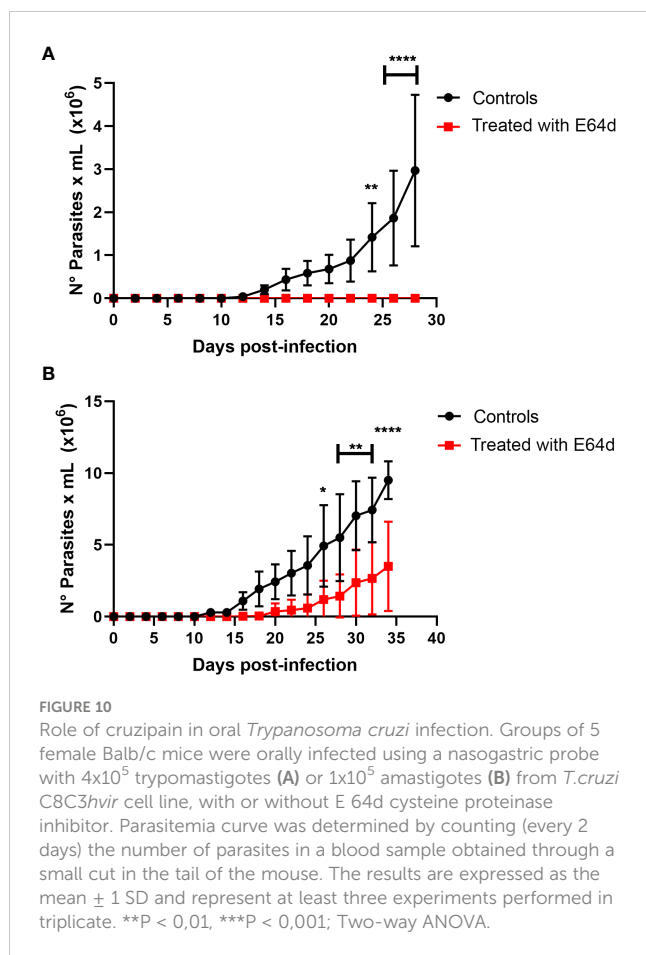 A
****
5
4
3
2
1
0
N° Parasites x mL (x10⁶)
Controls
Treated with E64d
**
0 5 10 15 20 25 30
Days post-infection
B
15
10
5
0
N° Parasites x mL (x10⁶)
Controls
Treated with E64d
****
**
*
0 5 10 15 20 25 30 35 40
Days post-infection
FIGURE 10
Role of cruzipain in oral Trypanosoma cruzi infection. Groups of 5
female Balb/c mice were orally infected using a nasogastric probe
with 4x10⁵ trypomastigotes (A) or 1x10⁵ amastigotes (B) from T.cruzi
C8C3hvir cell line, with or without E 64d cysteine proteinase
inhibitor. Parasitemia curve was determined by counting (every 2
days) the number of parasites in a blood sample obtained through a
small cut in the tail of the mouse. The results are expressed as the
mean ± 1 SD and represent at least three experiments performed in
triplicate. **P < 0,01, ***P < 0,001; Two-way ANOVA.